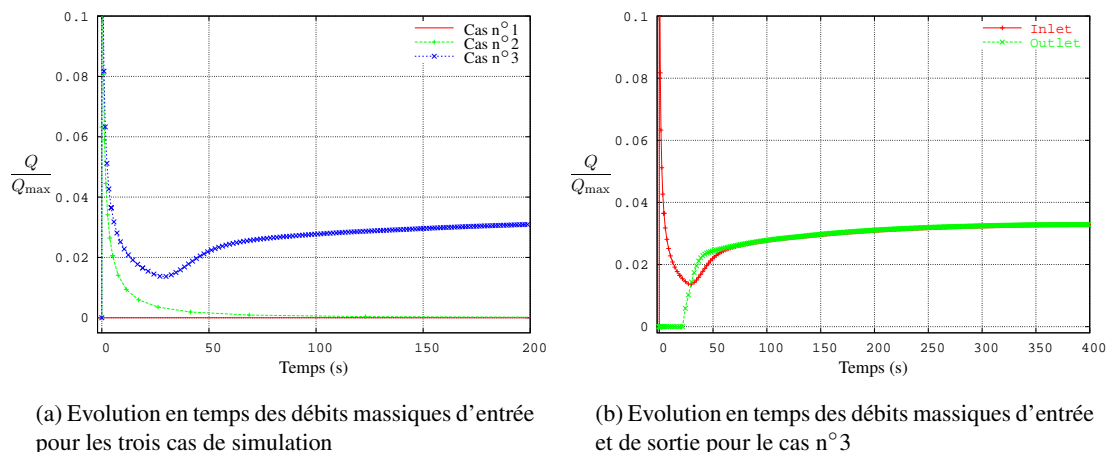 0.1
0.08
0.06
0.04
0.02
0
Q
Qmax
Cas n°1
Cas n°2
Cas n°3
0 50 100 150 200
Temps (s)
(a) Evolution en temps des débits massiques d'entrée
pour les trois cas de simulation
0.1
0.08
0.06
0.04
0.02
0
Q
Qmax
Inlet
Outlet
0 50 100 150 200 250 300 350 400
Temps (s)
(b) Evolution en temps des débits massiques d'entrée
et de sortie pour le cas n°3